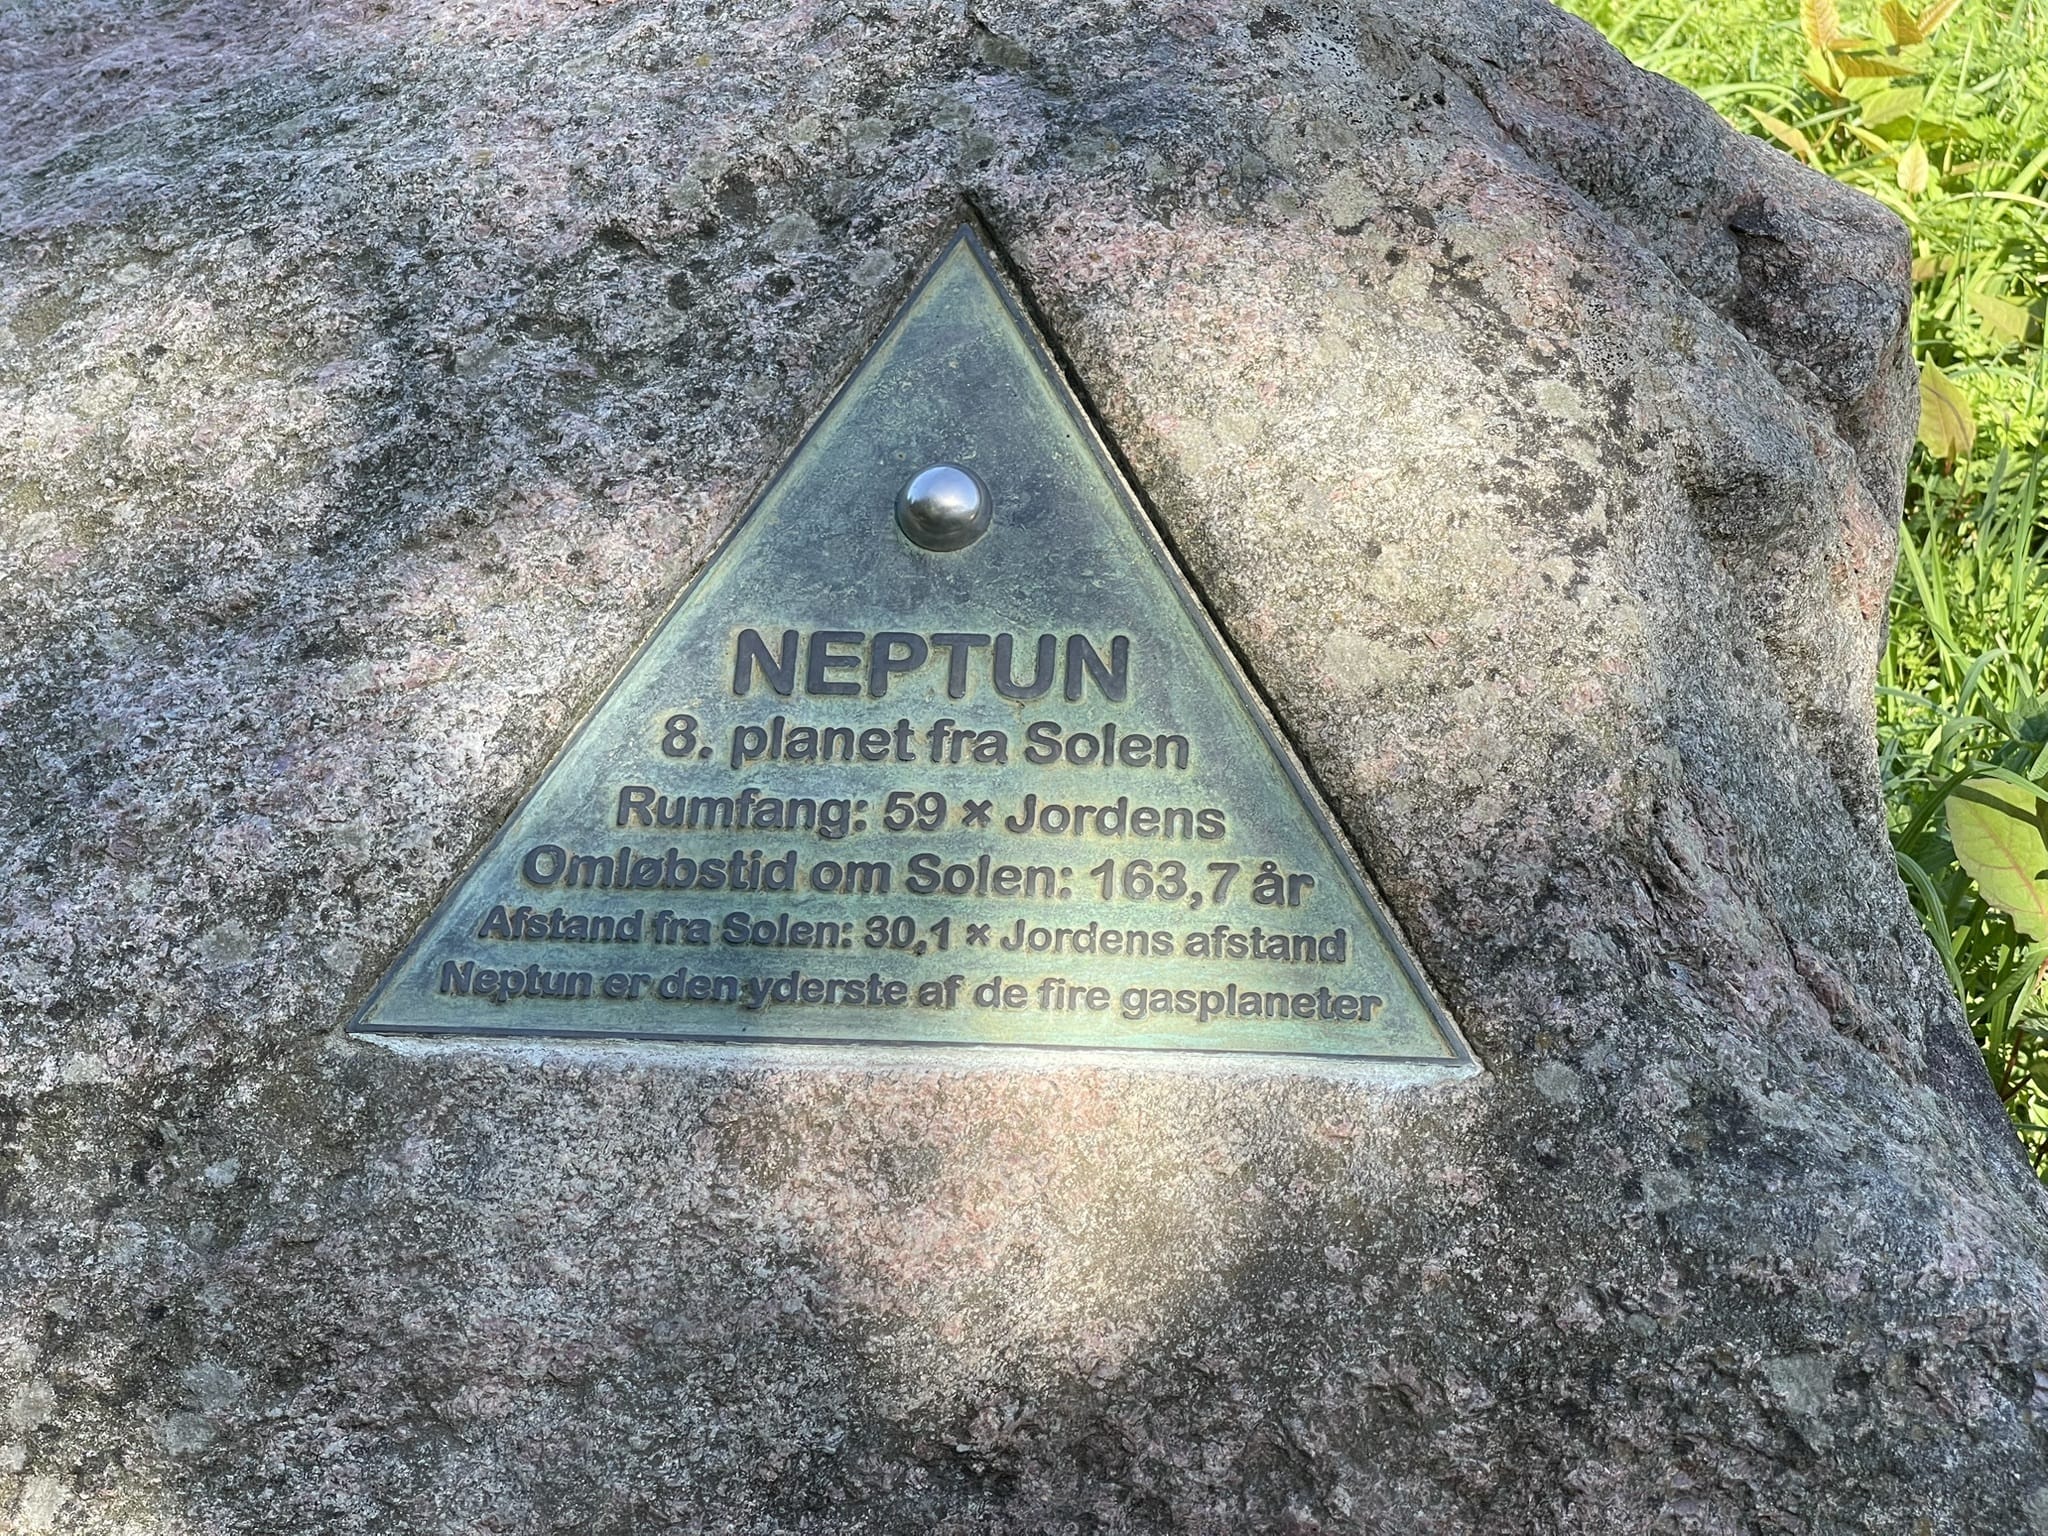 NEPTUN
8. planet fra Solen
Rumfang: 59 × Jordens
Omløbstid om Solen: 163,7 år
Afstand fra Solen: 30,1 × Jordens afstand
Neptun er den yderste af de fire gasplaneter